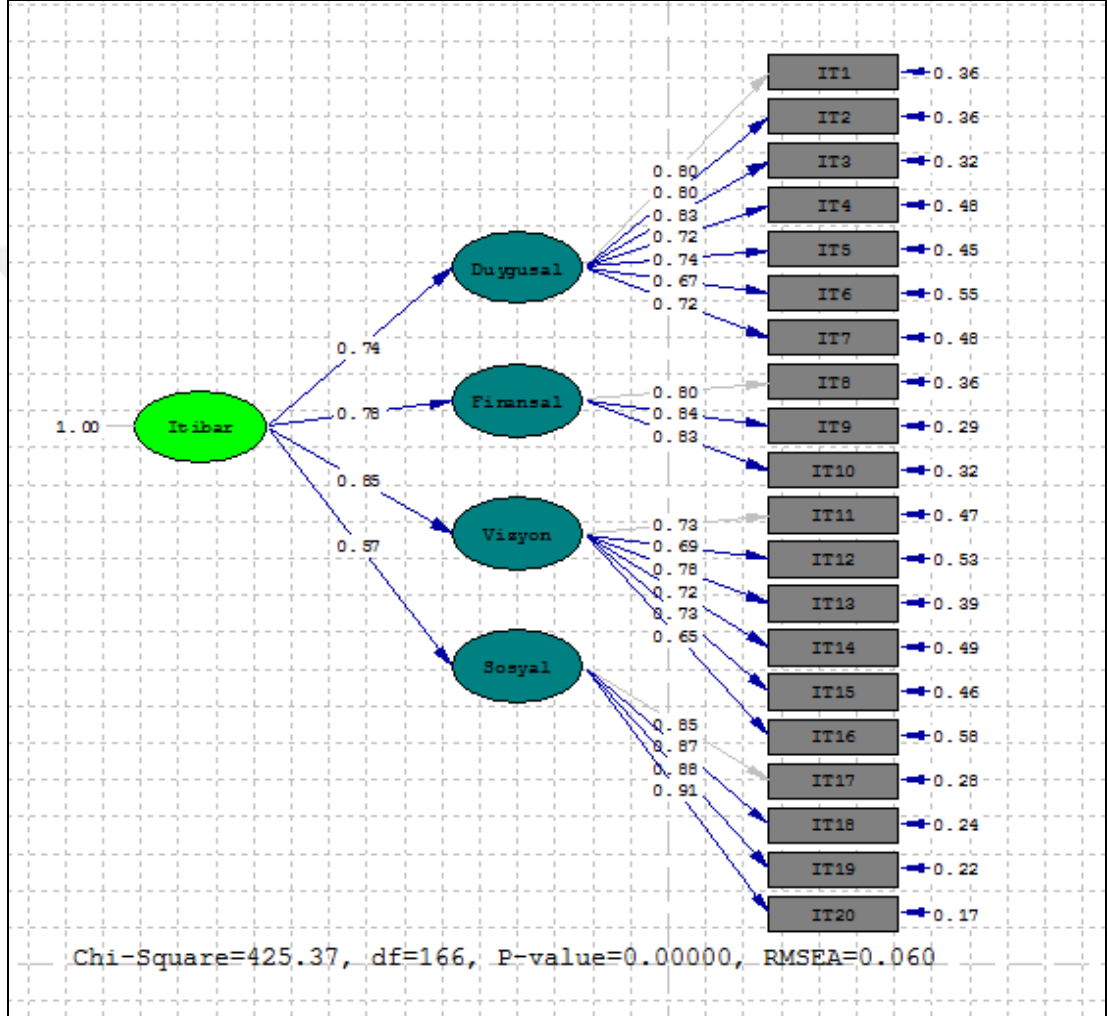 IT1 0.36
IT2 0.36
IT3 0.32
IT4 0.48
IT5 0.45
IT6 0.55
IT7 0.48
IT8 0.36
IT9 0.29
IT10 0.32
IT11 0.47
IT12 0.53
IT13 0.39
IT14 0.49
IT15 0.46
IT16 0.58
IT17 0.28
IT18 0.24
IT19 0.22
IT20 0.17
0.80
0.80
0.83
0.72
0.74
0.67
0.72
Duygusal
0.74
0.80
0.84
0.83
Finansal
0.78
1.00 Itibar
0.85
0.73
0.69
0.78
0.72
0.73
0.65
Vizyon
0.57
Sosyal
0.85
0.87
0.88
0.91
Chi-Square=425.37, df=166, P-value=0.00000, RMSEA=0.060